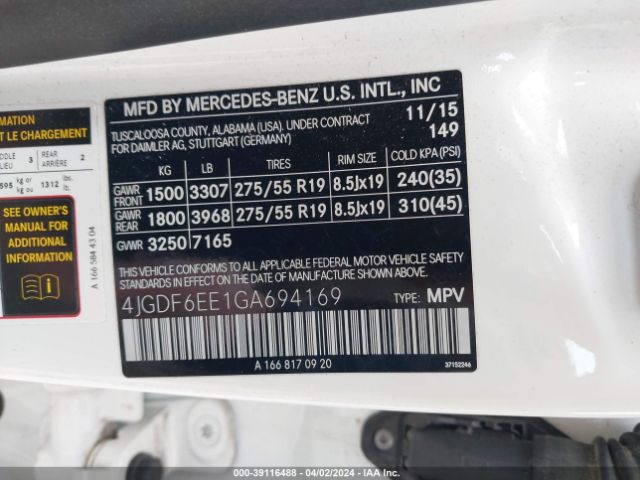 MATION
T LE CHARGEMENT
DDLE 3 REAR 2
LIEU ARRIÈRE
595 kg or 1312 lbs.
kg ou lb.
SEE OWNER'S
MANUAL FOR
ADDITIONAL
INFORMATION
A 166 584 43 04
MFD BY MERCEDES-BENZ U.S. INTL., INC
TUSCALOOSA COUNTY, ALABAMA (USA). UNDER CONTRACT 11/15
FOR DAIMLER AG, STUTTGART (GERMANY) 149
KG LB TIRES RIM SIZE COLD KPA(PSI)
GAWR FRONT 1500 3307 275/55 R19 8.5Jx19 240(35)
GAWR REAR 1800 3968 275/55 R19 8.5Jx19 310(45)
GVWR 3250 7165
THIS VEHICLE CONFORMS TO ALL APPLICABLE FEDERAL MOTOR VEHICLE SAFETY
STANDARDS IN EFFECT ON THE DATE OF MANUFACTURE SHOWN ABOVE.
4JGDF6EE1GA694169 TYPE: MPV
A 166 817 09 20
37152246
000-39116488 - 04/02/2024 - IAA Inc.